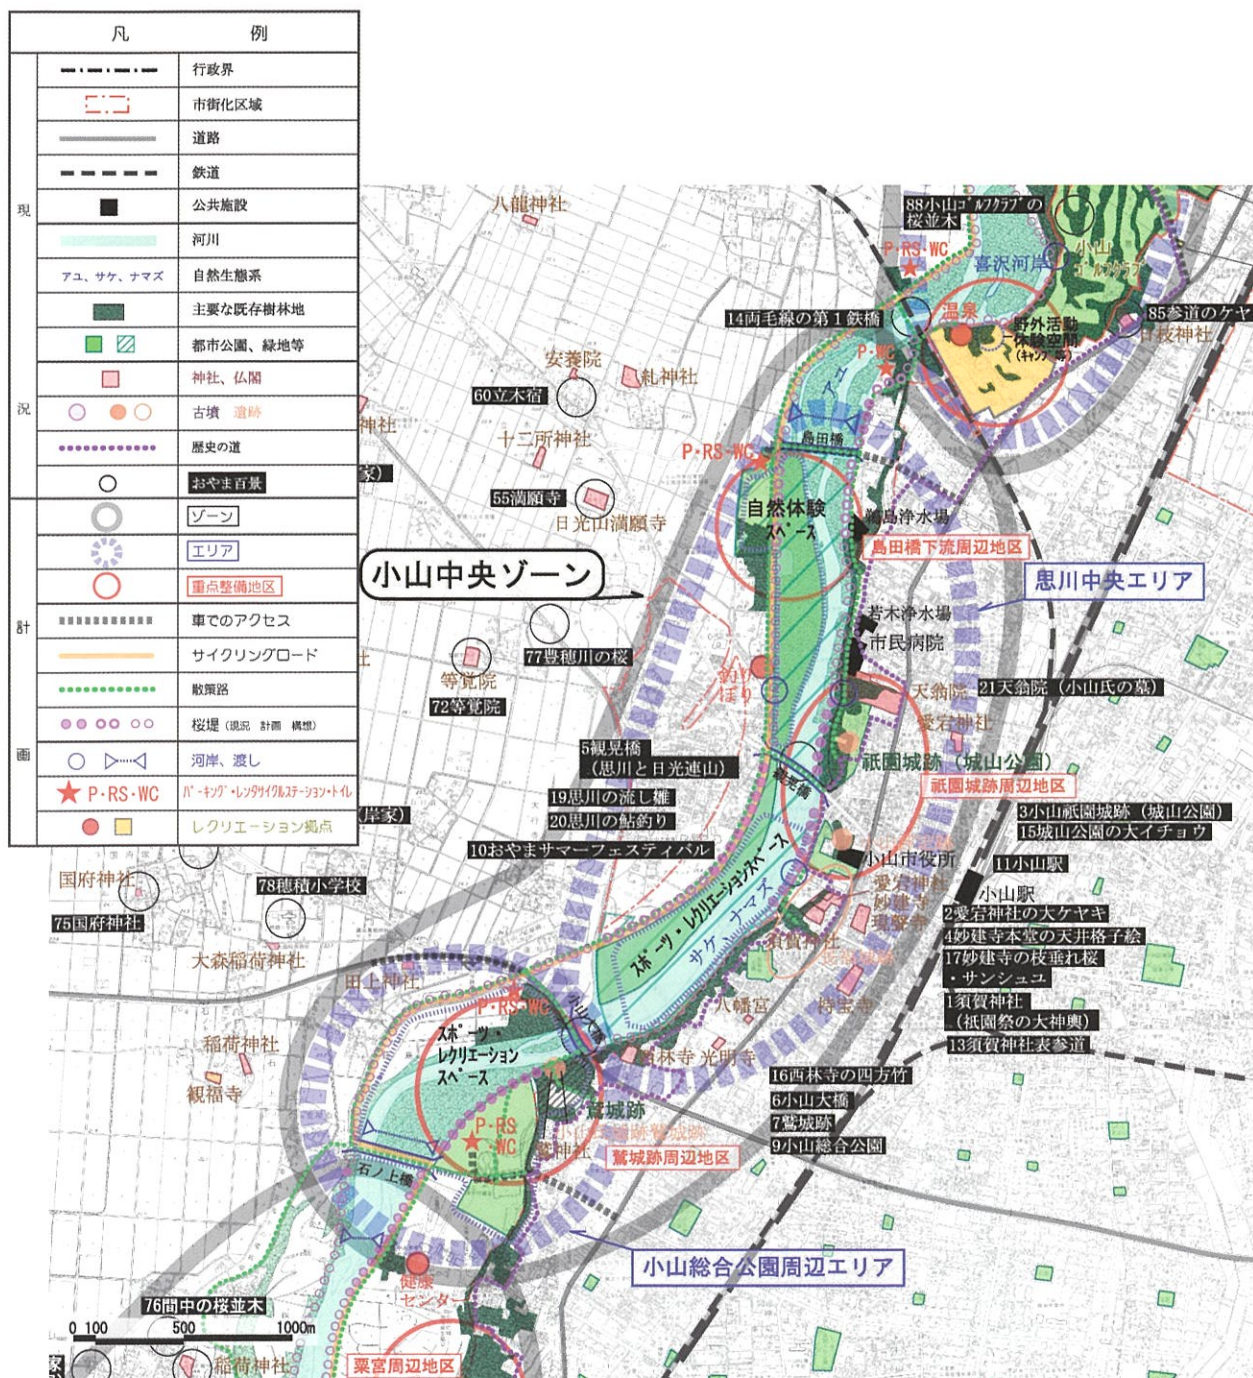 凡 例
現況
行政界
市街化区域
道路
鉄道
公共施設
河川
アユ、サケ、ナマズ 自然生態系
主要な既存樹林地
都市公園、緑地等
神社、仏閣
古墳 遺跡
歴史の道
おやま百景
計画
ゾーン
エリア
重点整備地区
車でのアクセス
サイクリングロード
散策路
桜堤(現況 計画 構想)
河岸、渡し
P・RS・WC パーキング・レンタサイクルステーション・トイレ
レクリエーション拠点
八龍神社
88小山ゴルフクラブの
桜並木
P・RS・WC
喜沢河岸
小山
ゴルフクラブ
14両毛線の第1鉄橋
温泉
野外活動
体験空間
(キャンプ等)
85参道のケヤ
日枝神社
P・WC
安養院
60立木宿
札神社
アユ
十二所神社
島田橋
P・RS・WC
55満願寺
日光山満願寺
自然体験
スペース
鶉島浄水場
島田橋下流周辺地区
小山中央ゾーン
思川中央エリア
77豊穂川の桜
若木浄水場
市民病院
等覚院
72等覚院
釣り
ぼり
天翁院
21天翁院(小山氏の墓)
愛宕神社
5観晃橋
(思川と日光連山)
観晃橋
祇園城跡(城山公園)
祇園城跡周辺地区
19思川の流し雛
20思川の鮎釣り
3小山祇園城跡(城山公園)
15城山公園の大イチョウ
10おやまサマーフェスティバル
小山市役所
11小山駅
小山駅
国府神社
75国府神社
78穂積小学校
スポーツ・レクリエーションスペース
サケ、ナマズ
愛宕神社
妙建寺
現聲寺
須賀神社
2愛宕神社の大ケヤキ
4妙建寺本堂の天井格子絵
17妙建寺の枝垂れ桜
・サンシュユ
1須賀神社
(祇園祭の大神輿)
13須賀神社表参道
大森稲荷神社
田上神社
P・RS・WC
小山大橋
八幡宮
持宝寺
スポーツ・
レクリエーション
スペース
稲荷神社
観福寺
西林寺
光明寺
16西林寺の四方竹
6小山大橋
7鷲城跡
9小山総合公園
鷲城跡
P・RS
・WC
鷲神社
鷲城跡周辺地区
石ノ上橋
小山総合公園周辺エリア
健康
センター
76間中の桜並木
0 100 500 1000m
稲荷神社
粟宮周辺地区